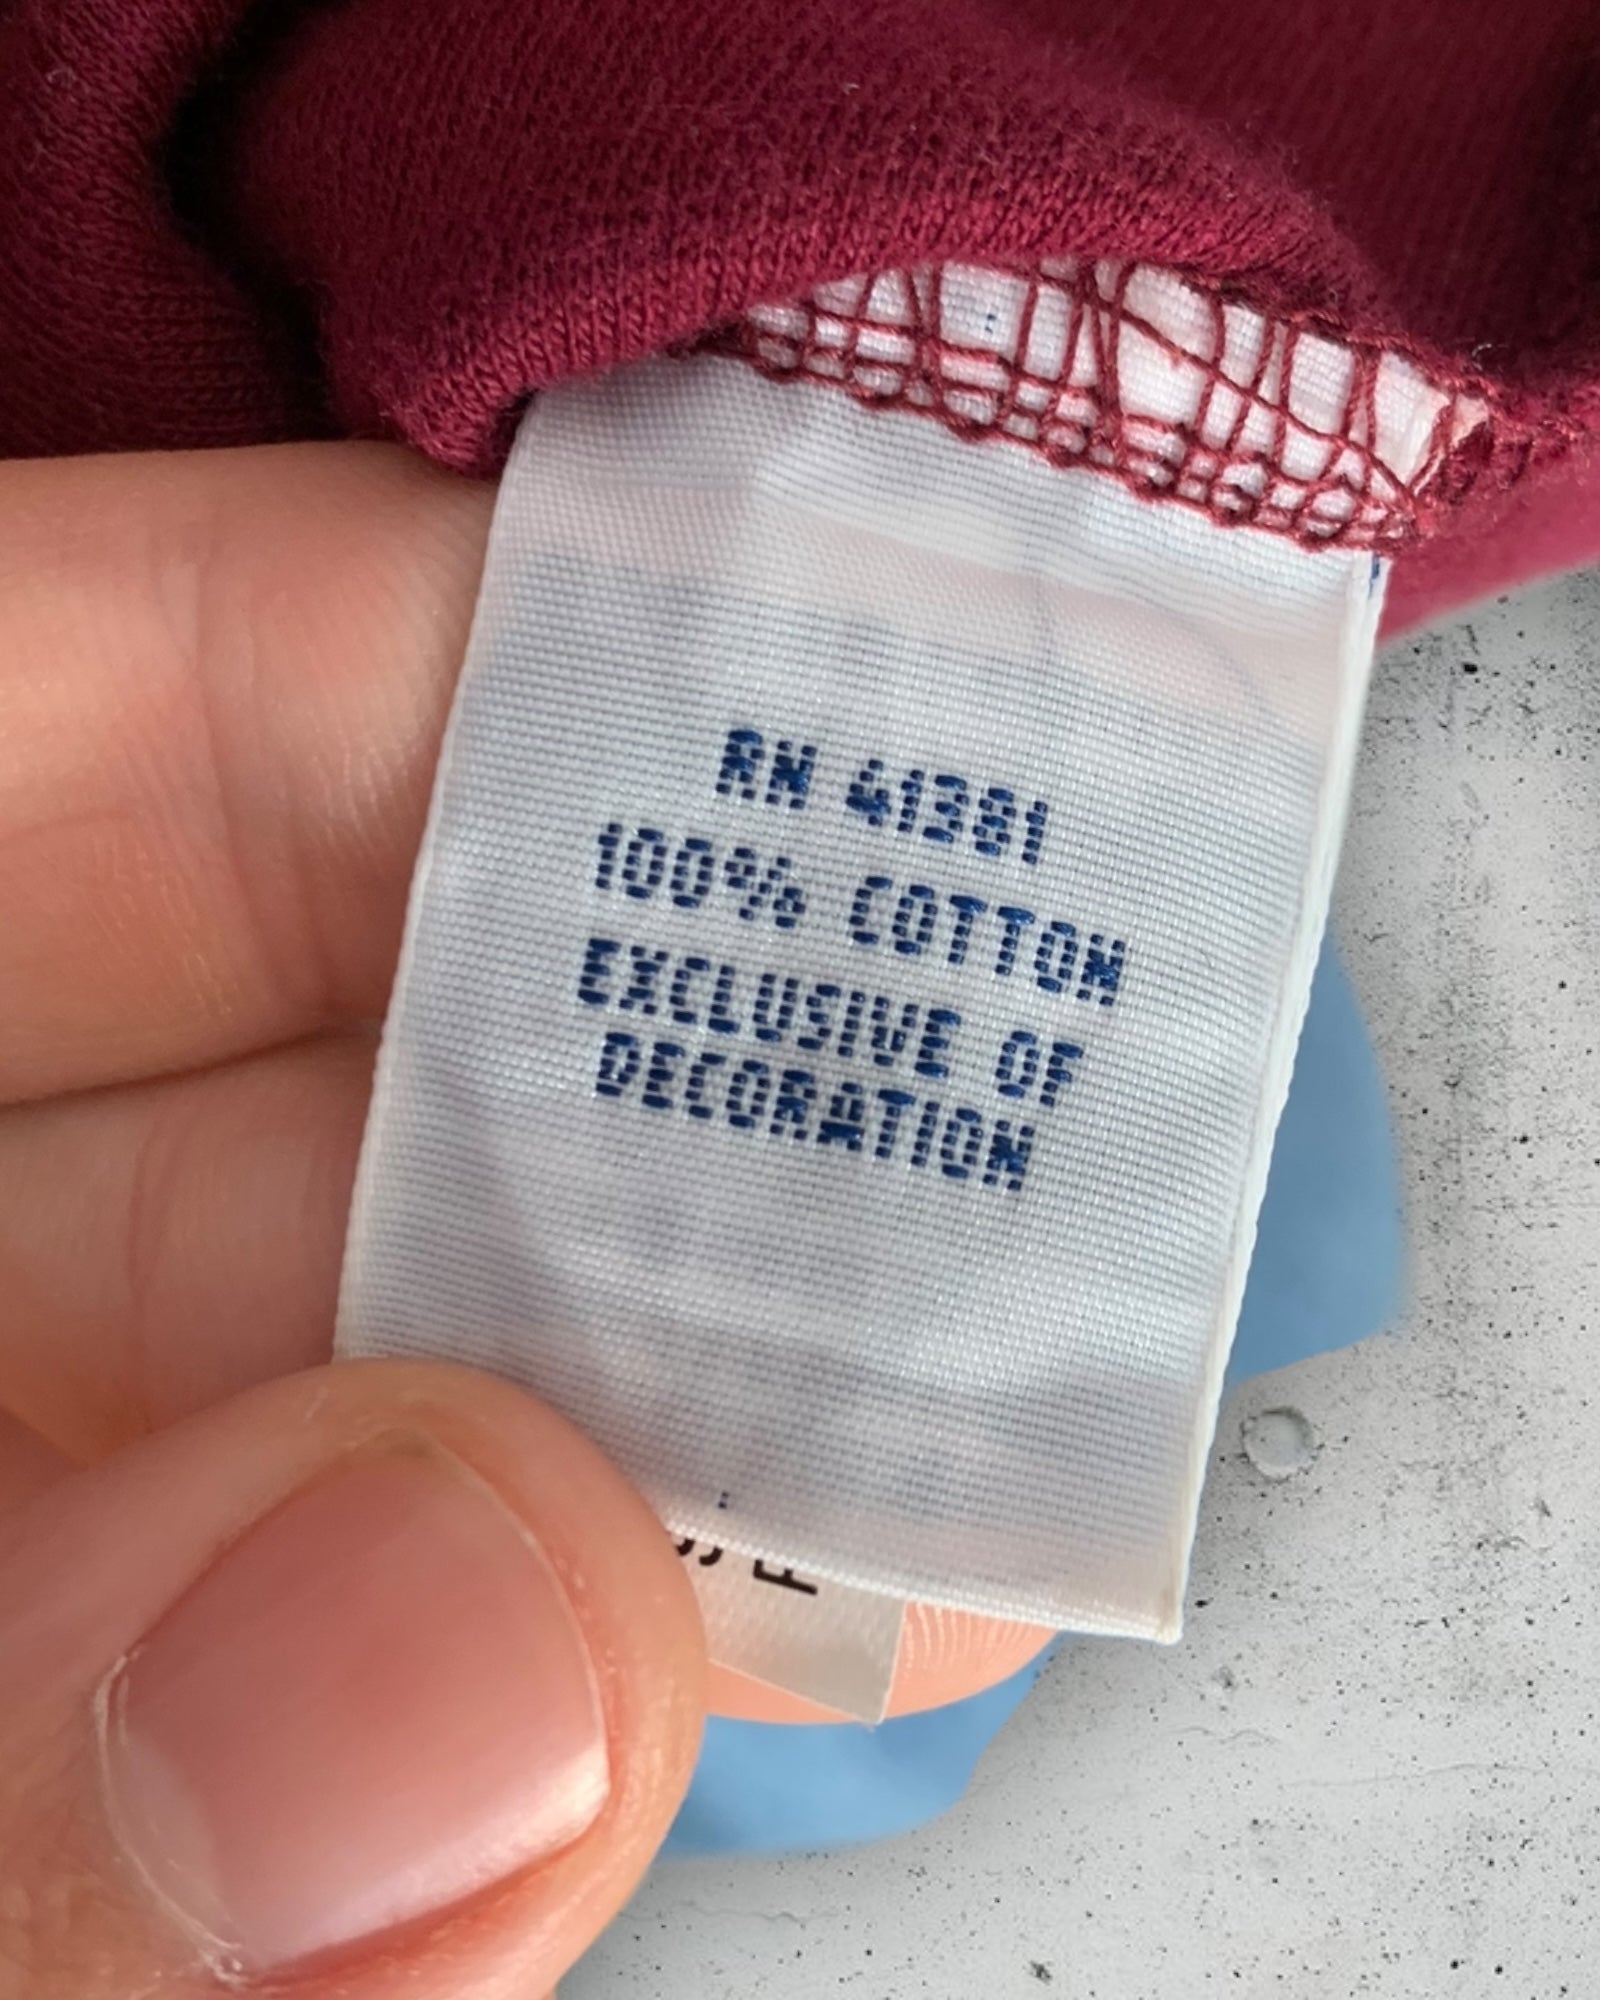 RN 41381
100% COTTON
EXCLUSIVE OF
DECORATION